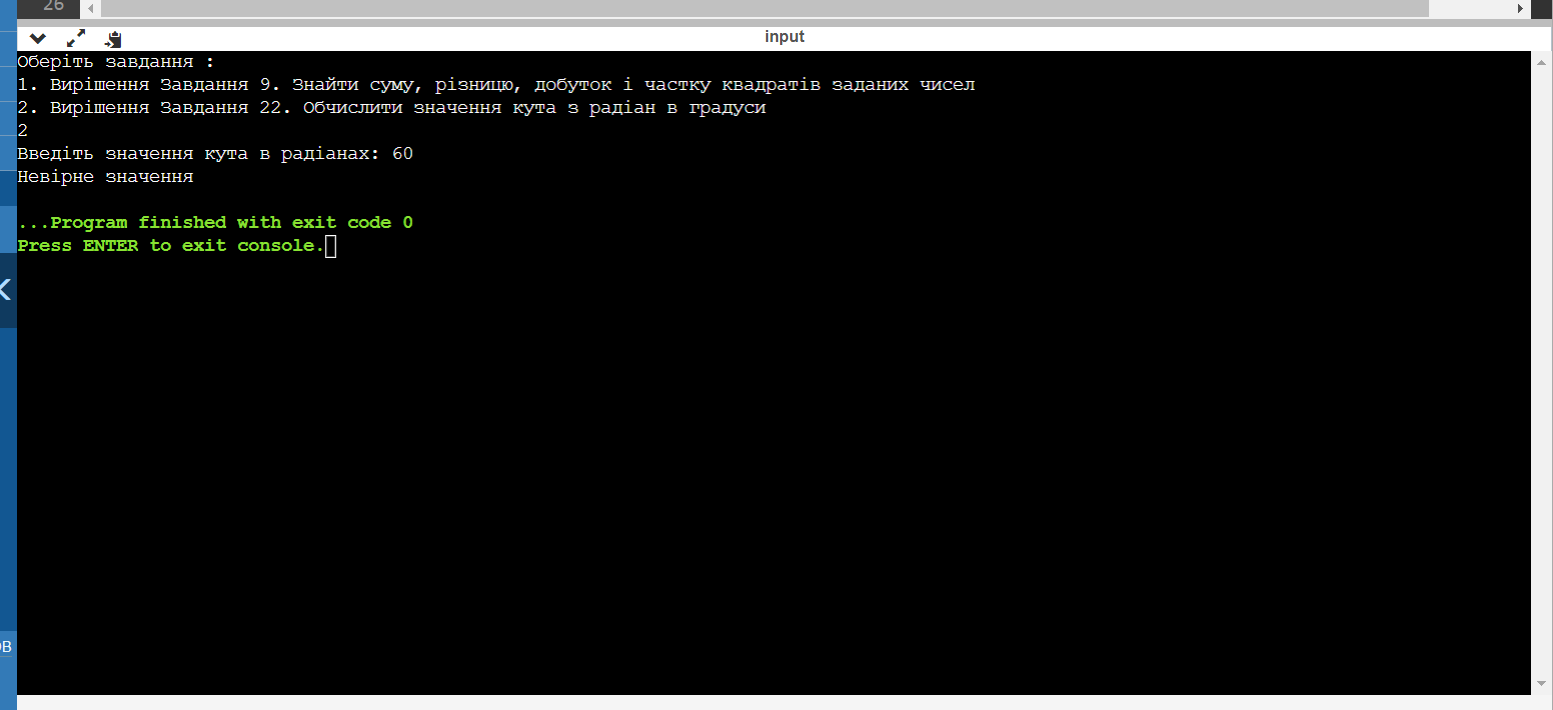 26
input
Оберіть завдання :
1. Вирішення Завдання 9. Знайти суму, різницю, добуток і частку квадратів заданих чисел
2. Вирішення Завдання 22. Обчислити значення кута з радіан в градуси
2
Введіть значення кута в радіанах: 60
Невірне значення
...Program finished with exit code 0
Press ENTER to exit console.